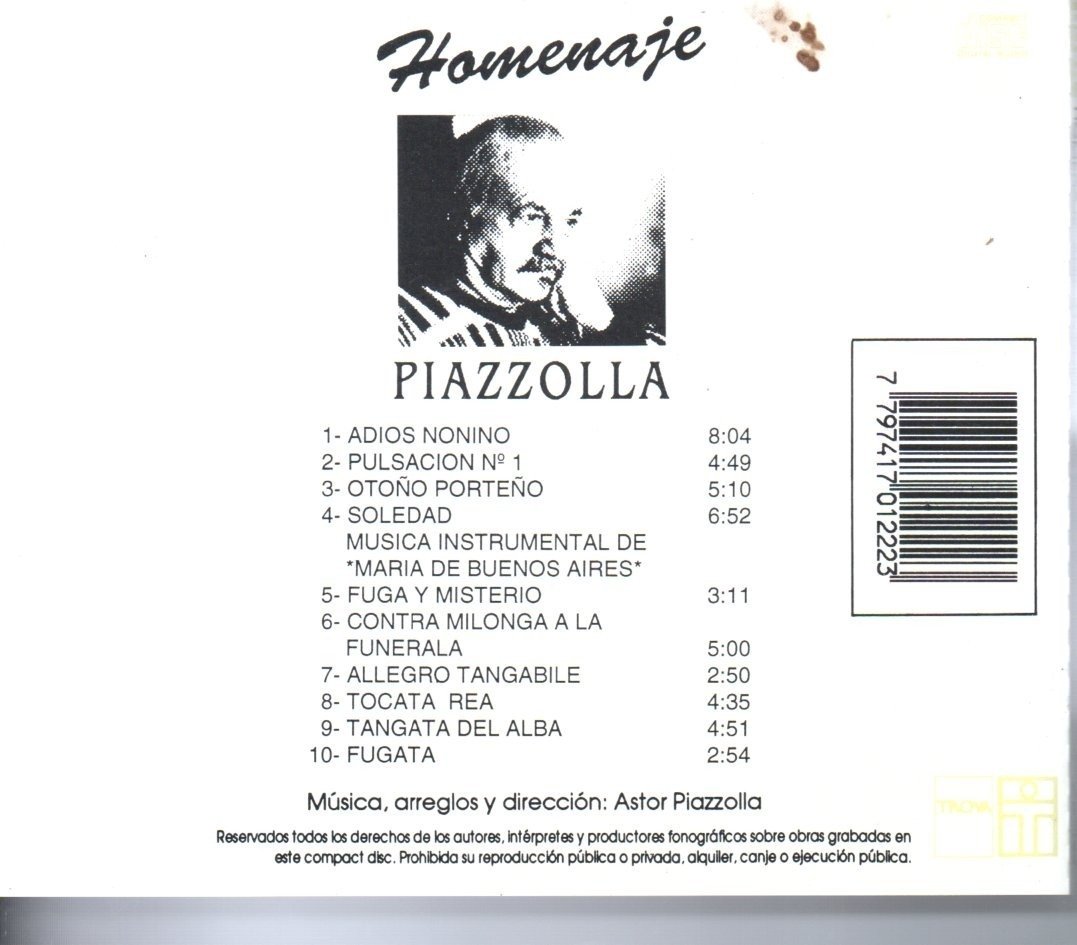 Homenaje
PIAZZOLLA
1- ADIOS NONINO 8:04
2- PULSACION Nº 1 4:49
3- OTOÑO PORTEÑO 5:10
4- SOLEDAD 6:52
MUSICA INSTRUMENTAL DE
*MARIA DE BUENOS AIRES*
5- FUGA Y MISTERIO 3:11
6- CONTRA MILONGA A LA
FUNERALA 5:00
7- ALLEGRO TANGABILE 2:50
8- TOCATA REA 4:35
9- TANGATA DEL ALBA 4:51
10- FUGATA 2:54
Música, arreglos y dirección: Astor Piazzolla
Reservados todos los derechos de los autores, intérpretes y productores fonográficos sobre obras grabadas en
este compact disc. Prohibida su reproducción pública o privada, alquiler, canje o ejecución pública.
7 797417 012223
TROVA